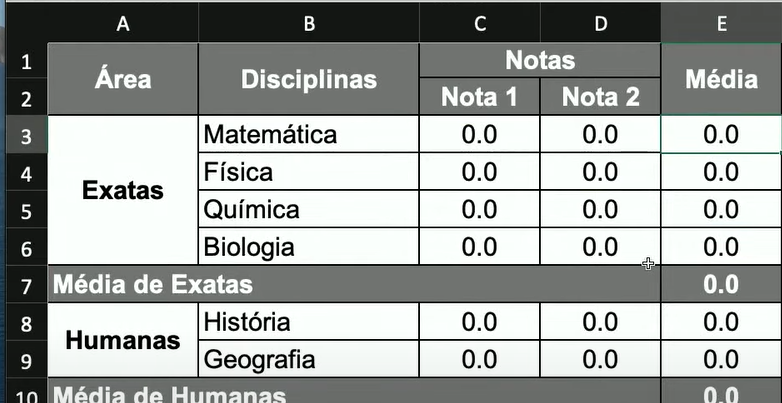 A B C D E
1 Área Disciplinas Notas Média
2 Nota 1 Nota 2
3 Exatas Matemática 0.0 0.0 0.0
4 Física 0.0 0.0 0.0
5 Química 0.0 0.0 0.0
6 Biologia 0.0 0.0 0.0
7 Média de Exatas 0.0
8 Humanas História 0.0 0.0 0.0
9 Geografia 0.0 0.0 0.0
10 Média de Humanas 0.0